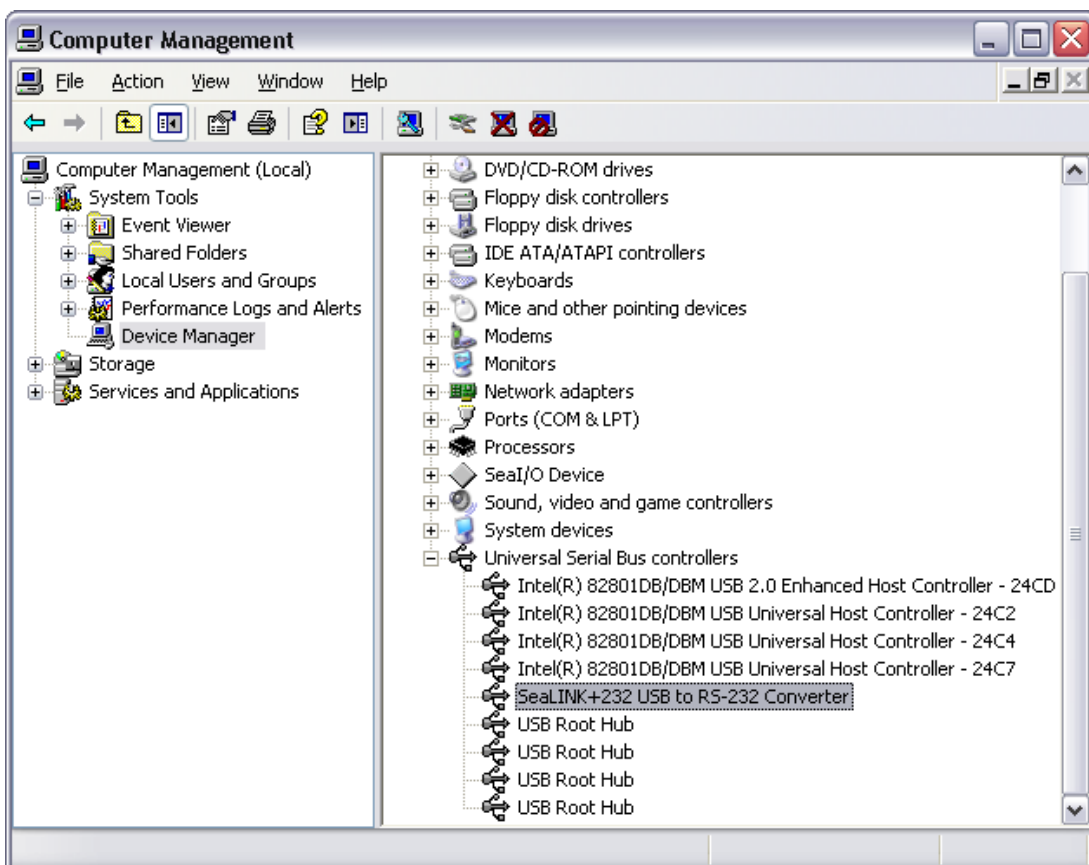 Computer Management
File Action View Window Help
Computer Management (Local)
System Tools
Event Viewer
Shared Folders
Local Users and Groups
Performance Logs and Alerts
Device Manager
Storage
Services and Applications
DVD/CD-ROM drives
Floppy disk controllers
Floppy disk drives
IDE ATA/ATAPI controllers
Keyboards
Mice and other pointing devices
Modems
Monitors
Network adapters
Ports (COM & LPT)
Processors
SeaI/O Device
Sound, video and game controllers
System devices
Universal Serial Bus controllers
Intel(R) 82801DB/DBM USB 2.0 Enhanced Host Controller - 24CD
Intel(R) 82801DB/DBM USB Universal Host Controller - 24C2
Intel(R) 82801DB/DBM USB Universal Host Controller - 24C4
Intel(R) 82801DB/DBM USB Universal Host Controller - 24C7
SeaLINK+232 USB to RS-232 Converter
USB Root Hub
USB Root Hub
USB Root Hub
USB Root Hub